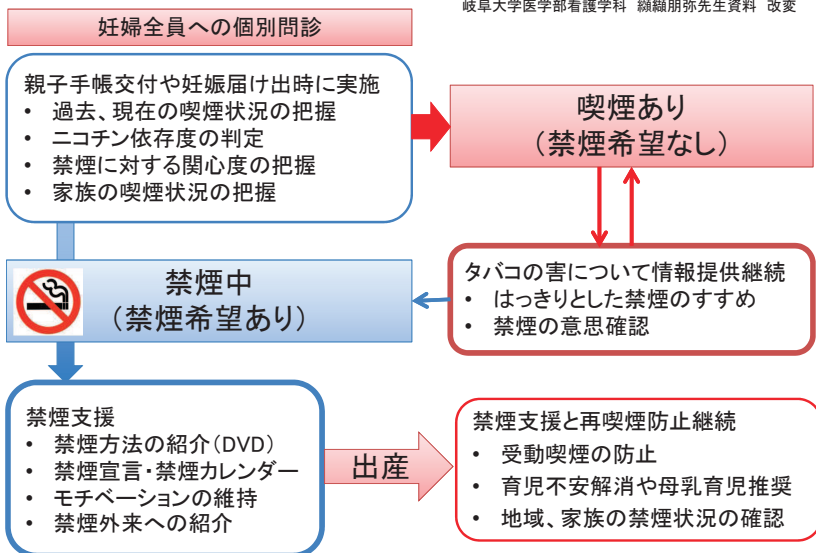 岐阜大学医学部看護学科 纐纈朋弥先生資料 改変
妊婦全員への個別問診
親子手帳交付や妊娠届け出時に実施
• 過去、現在の喫煙状況の把握
• ニコチン依存度の判定
• 禁煙に対する関心度の把握
• 家族の喫煙状況の把握
喫煙あり
（禁煙希望なし）
タバコの害について情報提供継続
• はっきりとした禁煙のすすめ
• 禁煙の意思確認
禁煙中
（禁煙希望あり）
禁煙支援
• 禁煙方法の紹介（DVD）
• 禁煙宣言・禁煙カレンダー
• モチベーションの維持
• 禁煙外来への紹介
出産
禁煙支援と再喫煙防止継続
• 受動喫煙の防止
• 育児不安解消や母乳育児推奨
• 地域、家族の禁煙状況の確認